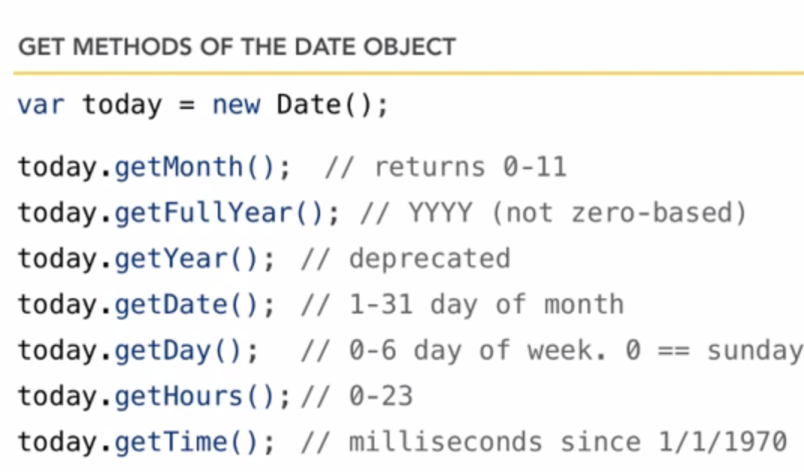 GET METHODS OF THE DATE OBJECT
var today = new Date();
today.getMonth();  // returns 0-11
today.getFullYear(); // YYYY (not zero-based)
today.getYear(); // deprecated
today.getDate(); // 1-31 day of month
today.getDay();  // 0-6 day of week. 0 == sunday
today.getHours(); // 0-23
today.getTime(); // milliseconds since 1/1/1970